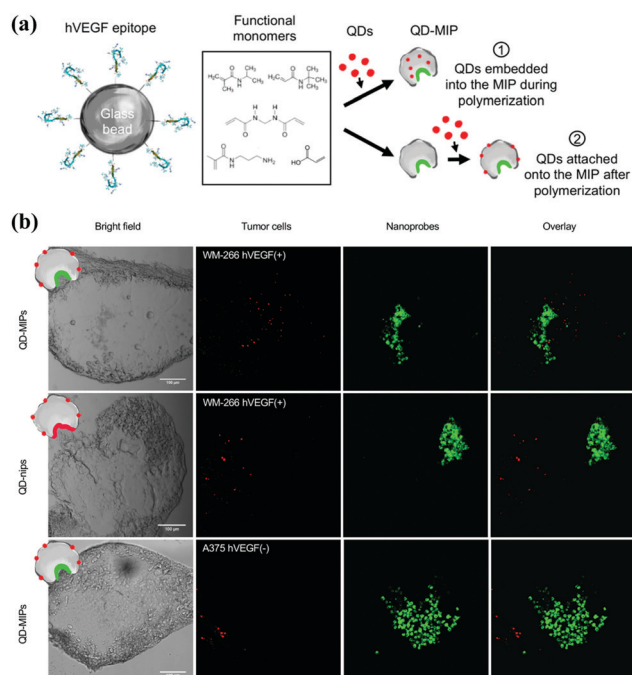 (a)
hVEGF epitope
Glass
bead
Functional
monomers
QDs
QD-MIP
①
QDs embedded
into the MIP during
polymerization
②
QDs attached
onto the MIP after
polymerization
(b)
Bright field
Tumor cells
Nanoprobes
Overlay
QD-MIPs
WM-266 hVEGF(+)
QD-nips
WM-266 hVEGF(+)
QD-MIPs
A375 hVEGF(-)